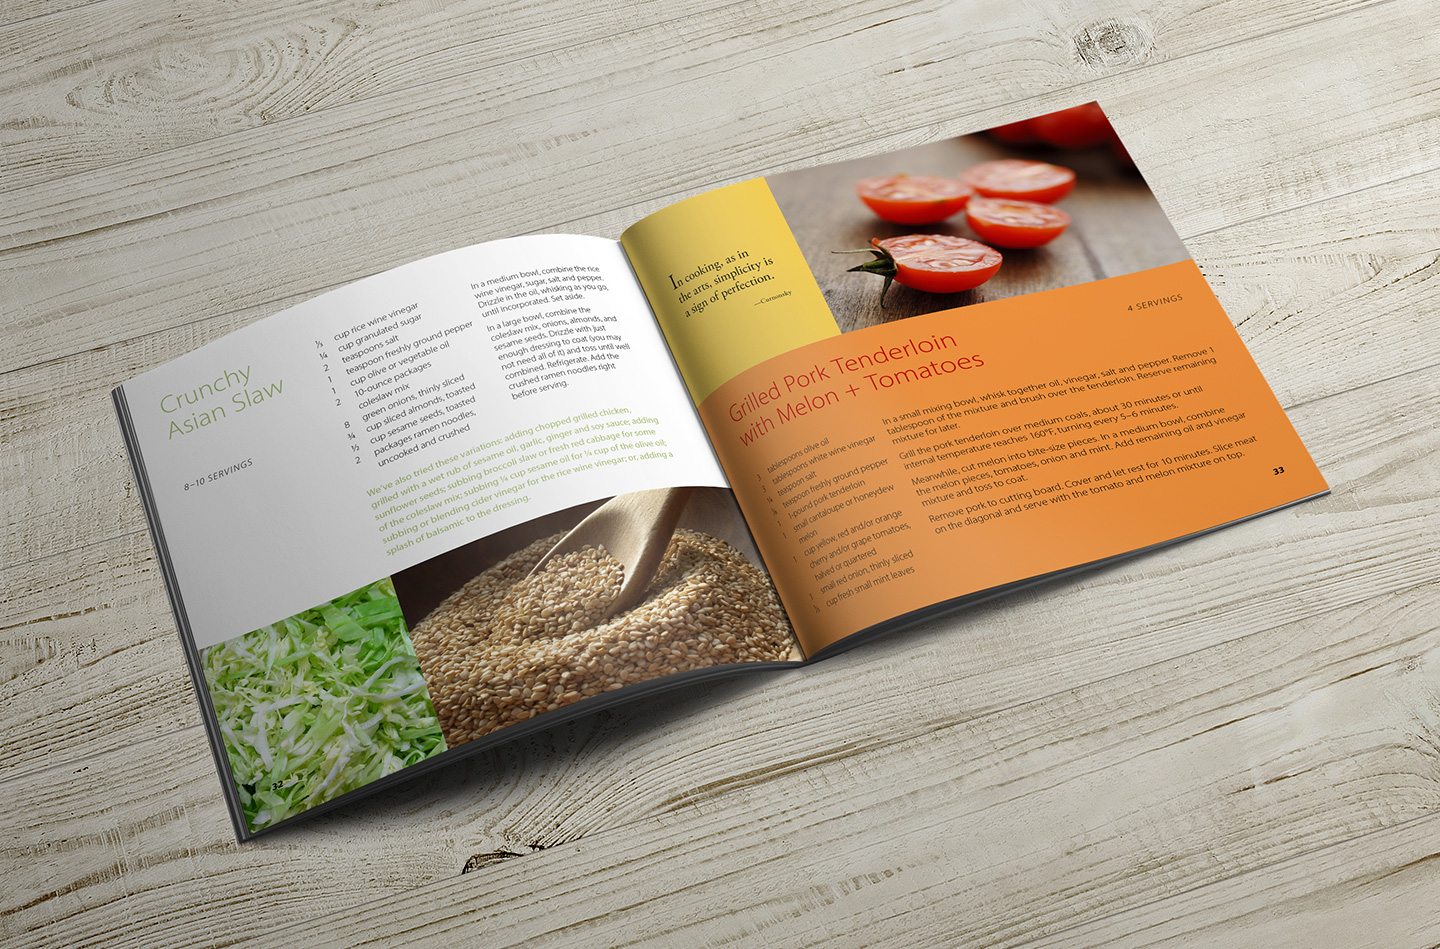 Crunchy
Asian Slaw
8–10 SERVINGS
⅓ cup rice wine vinegar
¼ cup granulated sugar
2 teaspoons salt
1 teaspoon freshly ground pepper
1 cup olive or vegetable oil
2 10-ounce packages
coleslaw mix
8 green onions, thinly sliced
¾ cup sliced almonds, toasted
½ cup sesame seeds, toasted
2 packages ramen noodles,
uncooked and crushed
In a medium bowl, combine the rice
wine vinegar, sugar, salt and pepper.
Drizzle in the oil, whisking as you go,
until incorporated. Set aside.
In a large bowl, combine the
coleslaw mix, onions, almonds, and
sesame seeds. Drizzle with just
enough dressing to coat (you may
not need all of it) and toss until well
combined. Refrigerate. Add the
crushed ramen noodles right
before serving.
We've also tried these variations: adding chopped grilled chicken,
grilled with a wet rub of sesame oil, garlic, ginger and soy sauce; adding
sunflower seeds; subbing broccoli slaw or fresh red cabbage for some
of the coleslaw mix; subbing ¼ cup sesame oil for ¼ cup of the olive oil;
subbing or blending cider vinegar for the rice wine vinegar; or, adding a
splash of balsamic to the dressing.
32
In cooking, as in
the arts, simplicity is
a sign of perfection.
—Curnonsky
4 SERVINGS
Grilled Pork Tenderloin
with Melon + Tomatoes
3 tablespoons olive oil
3 tablespoons white wine vinegar
teaspoon salt
teaspoon freshly ground pepper
1 1-pound pork tenderloin
1 small cantaloupe or honeydew
melon
1 cup yellow, red and/or orange
cherry and/or grape tomatoes,
halved or quartered
1 small red onion, thinly sliced
cup fresh small mint leaves
In a small mixing bowl, whisk together oil, vinegar, salt and pepper. Remove 1
tablespoon of the mixture and brush over the tenderloin. Reserve remaining
mixture for later.
Grill the pork tenderloin over medium coals, about 30 minutes or until
internal temperature reaches 160°F, turning every 5–6 minutes.
Meanwhile, cut melon into bite-size pieces. In a medium bowl, combine
the melon pieces, tomatoes, onion and mint. Add remaining oil and vinegar
mixture and toss to coat.
Remove pork to cutting board. Cover and let rest for 10 minutes. Slice meat
on the diagonal and serve with the tomato and melon mixture on top.
33